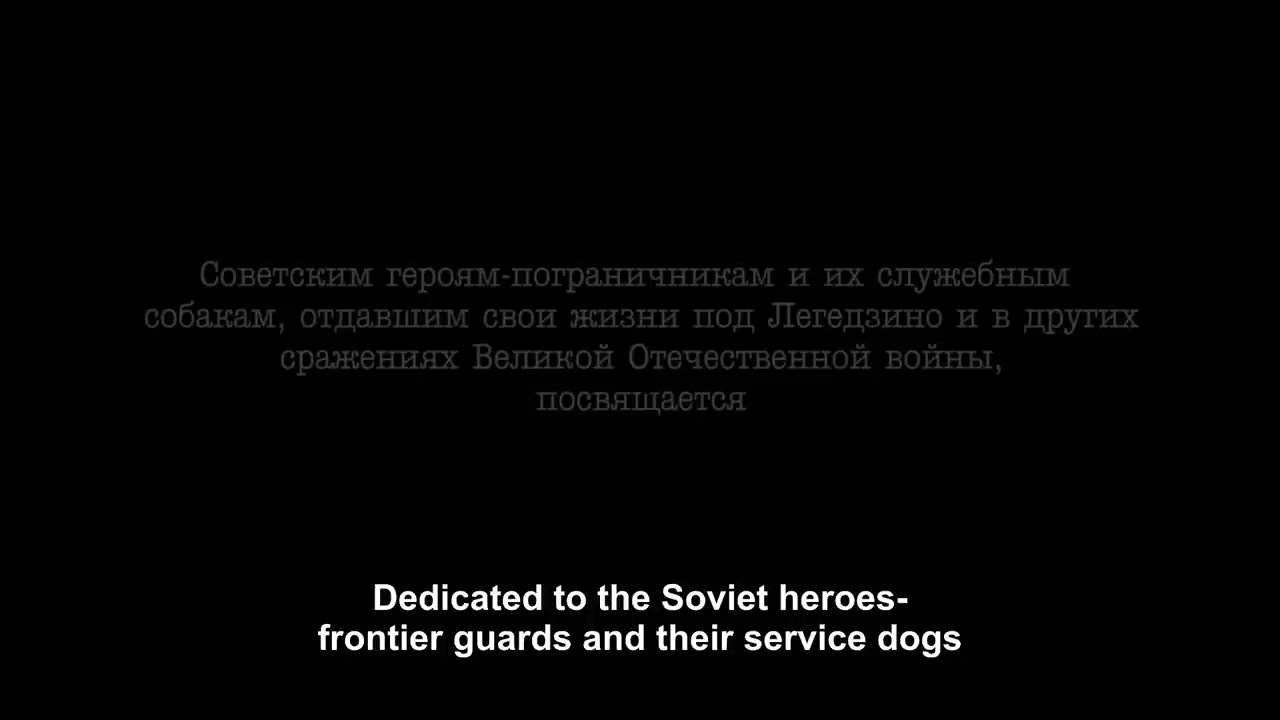 Советским героям-пограничникам и их служебным
собакам, отдавшим свои жизни под Легедзино и в других
сражениях Великой Отечественной войны,
посвящается
Dedicated to the Soviet heroes-
frontier guards and their service dogs